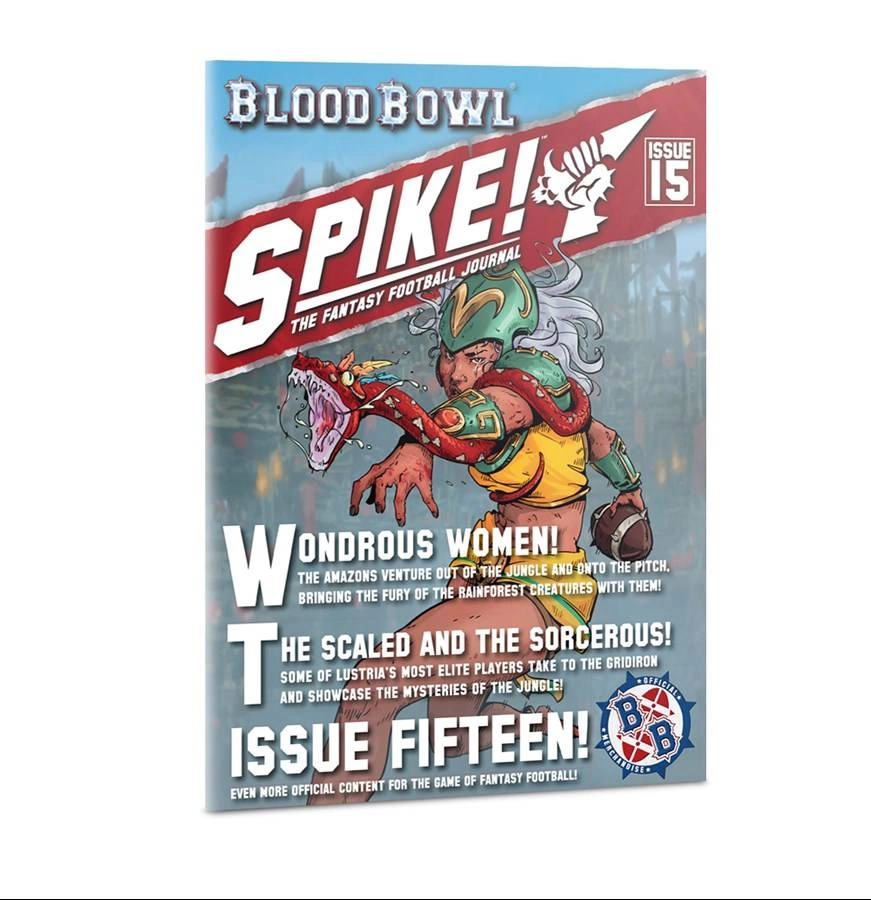 BLOOD BOWL
SPIKE!™
THE FANTASY FOOTBALL JOURNAL
ISSUE
15
WONDROUS WOMEN!
THE AMAZONS VENTURE OUT OF THE JUNGLE AND ONTO THE PITCH,
BRINGING THE FURY OF THE RAINFOREST CREATURES WITH THEM!
THE SCALED AND THE SORCEROUS!
SOME OF LUSTRIA'S MOST ELITE PLAYERS TAKE TO THE GRIDIRON
AND SHOWCASE THE MYSTERIES OF THE JUNGLE!
ISSUE FIFTEEN!
EVEN MORE OFFICIAL CONTENT FOR THE GAME OF FANTASY FOOTBALL!
OFFICIAL
B B
MERCHANDISE